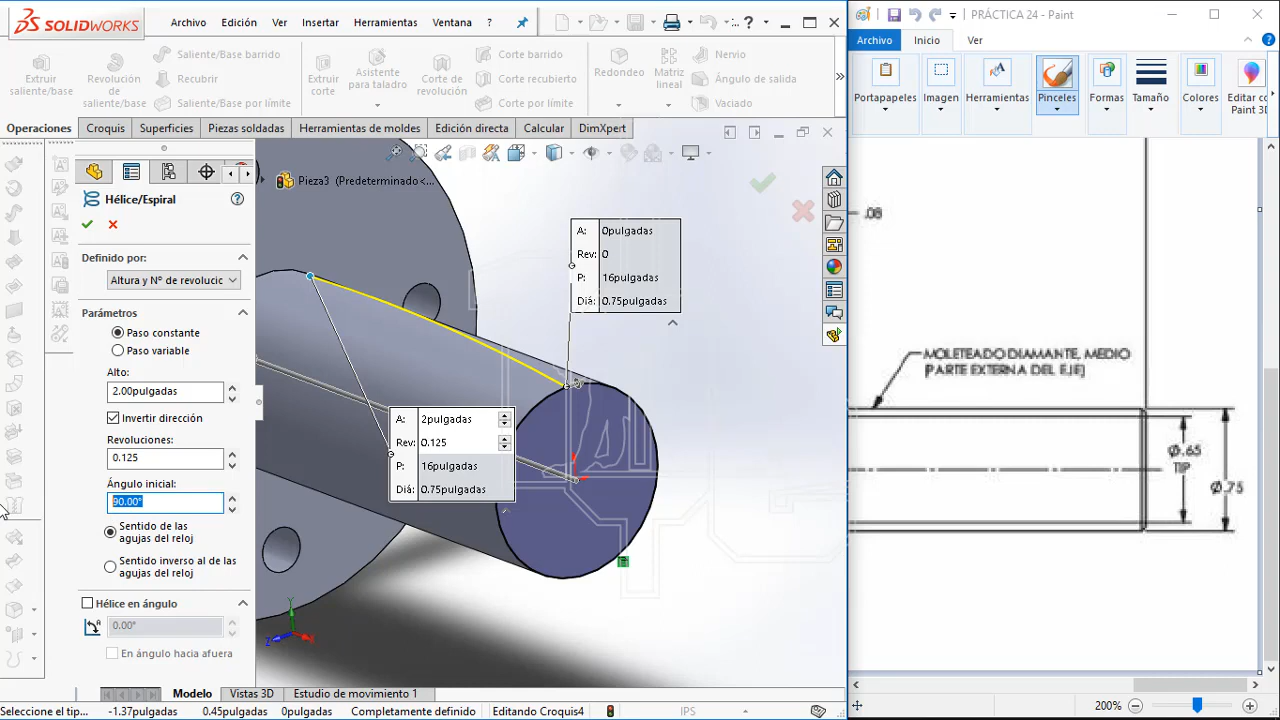 SOLIDWORKS
Archivo Edición Ver Insertar Herramientas Ventana ?
PRÁCTICA 24 - Paint
Archivo Inicio Ver
Extruir saliente/base
Revolución de saliente/base
Saliente/Base barrido
Recubrir
Saliente/Base por límite
Extruir corte
Asistente para taladro
Corte de revolución
Corte barrido
Corte recubierto
Corte por límite
Redondeo
Matriz lineal
Nervio
Ángulo de salida
Vaciado
Portapapeles Imagen Herramientas Pinceles Formas Tamaño Colores Editar co
Paint 3D
Operaciones Croquis Superficies Piezas soldadas Herramientas de moldes Edición directa Calcular DimXpert
Pieza3 (Predeterminado<...
Hélice/Espiral
Definido por:
Altura y Nº de revolucic
Parámetros
Paso constante
Paso variable
Alto:
2.00pulgadas
Invertir dirección
Revoluciones:
0.125
Ángulo inicial:
90.00°
Sentido de las
agujas del reloj
Sentido inverso al de las
agujas del reloj
Hélice en ángulo
0.00°
En ángulo hacia afuera
A: 0pulgadas
Rev: 0
P: 16pulgadas
Diá: 0.75pulgadas
A: 2pulgadas
Rev: 0.125
P: 16pulgadas
Diá: 0.75pulgadas
Y
Z
X
.08
MOLETEADO DIAMANTE, MEDIO
(PARTE EXTERNA DEL EJE)
Ø.65
TIP
Ø.75
Modelo Vistas 3D Estudio de movimiento 1
Seleccione el tip... -1.37pulgadas 0.45pulgadas 0pulgadas Completamente definido Editando Croquis4 IPS
200%